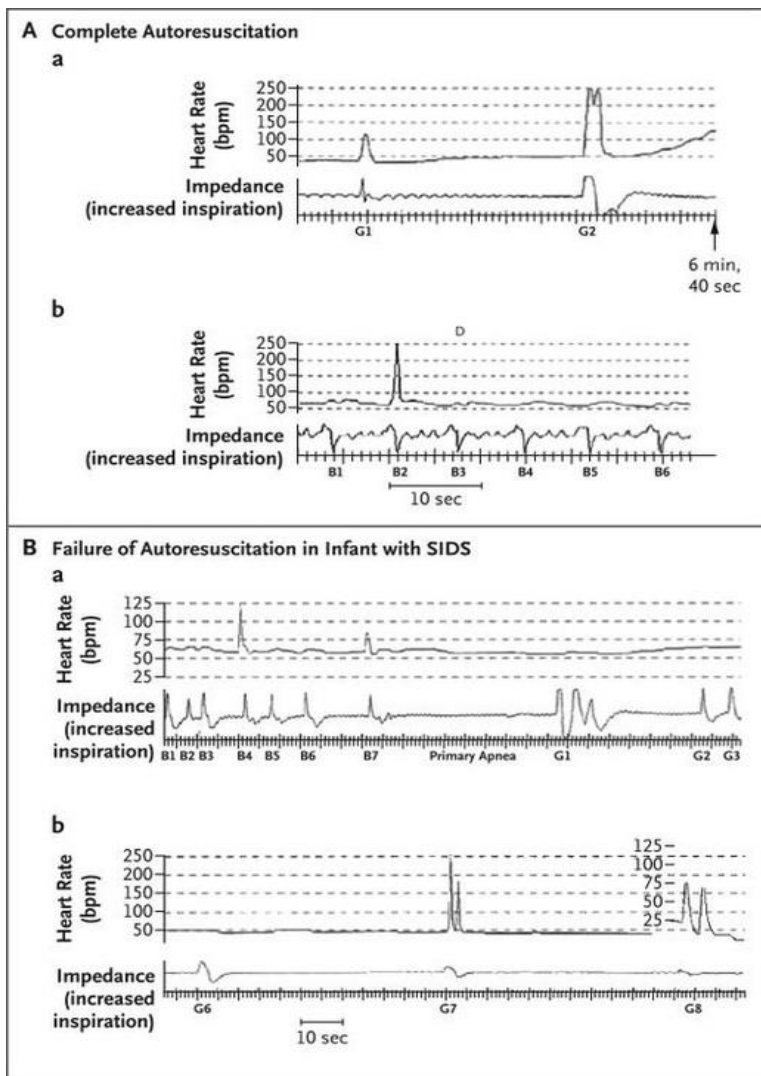 A Complete Autoresuscitation
a
Heart Rate
(bpm)
250
200
150
100
50
Impedance
(increased inspiration)
G1 G2
6 min,
40 sec
b
D
Heart Rate
(bpm)
250
200
150
100
50
Impedance
(increased inspiration)
B1 B2 B3 B4 B5 B6
10 sec
B Failure of Autoresuscitation in Infant with SIDS
a
Heart Rate
(bpm)
125
100
75
50
25
Impedance
(increased
inspiration)
B1 B2 B3 B4 B5 B6 B7 Primary Apnea G1 G2 G3
b
Heart Rate
(bpm)
250
200
150
100
50
125
100
75
50
25
Impedance
(increased
inspiration)
G6 G7 G8
10 sec